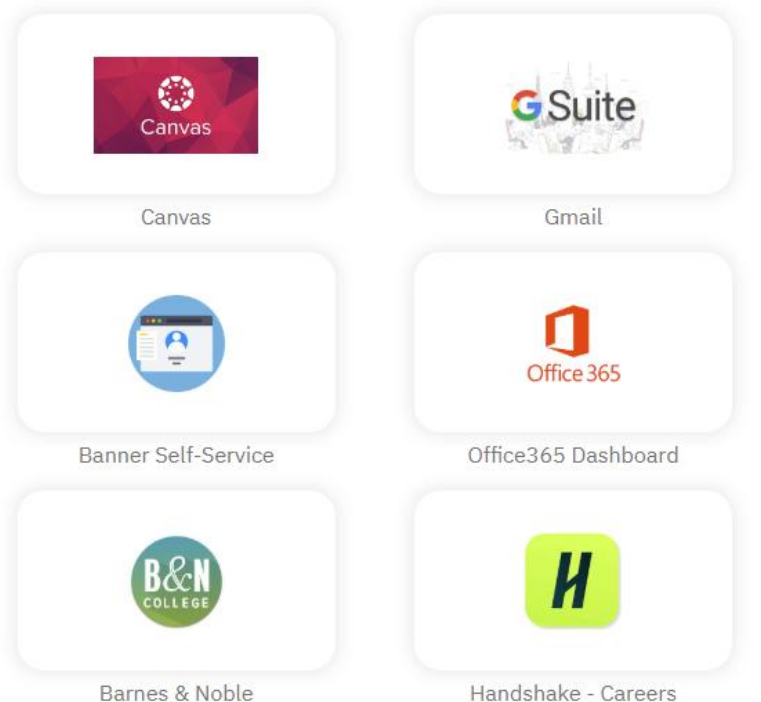 Canvas
G Suite
Canvas
Gmail
Office 365
Banner Self-Service
Office365 Dashboard
B&N
COLLEGE
H
Barnes & Noble
Handshake - Careers